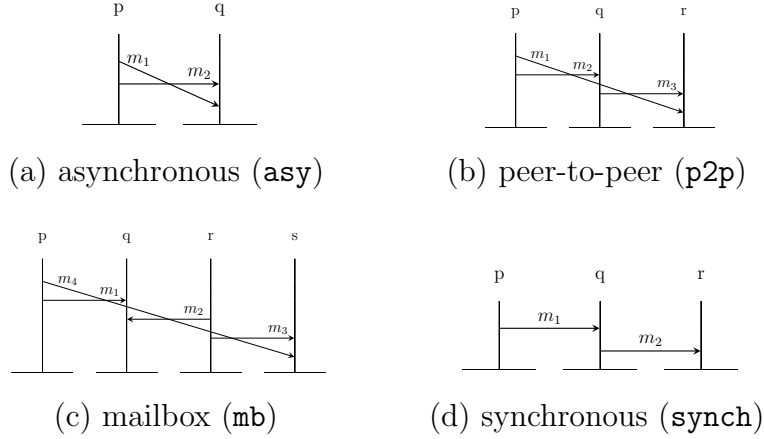 p q
m₁
m₂
(a) asynchronous (asy)
p q r
m₁
m₂
m₃
(b) peer-to-peer (p2p)
p q r s
m₄
m₁
m₂
m₃
(c) mailbox (mb)
p q r
m₁
m₂
(d) synchronous (synch)